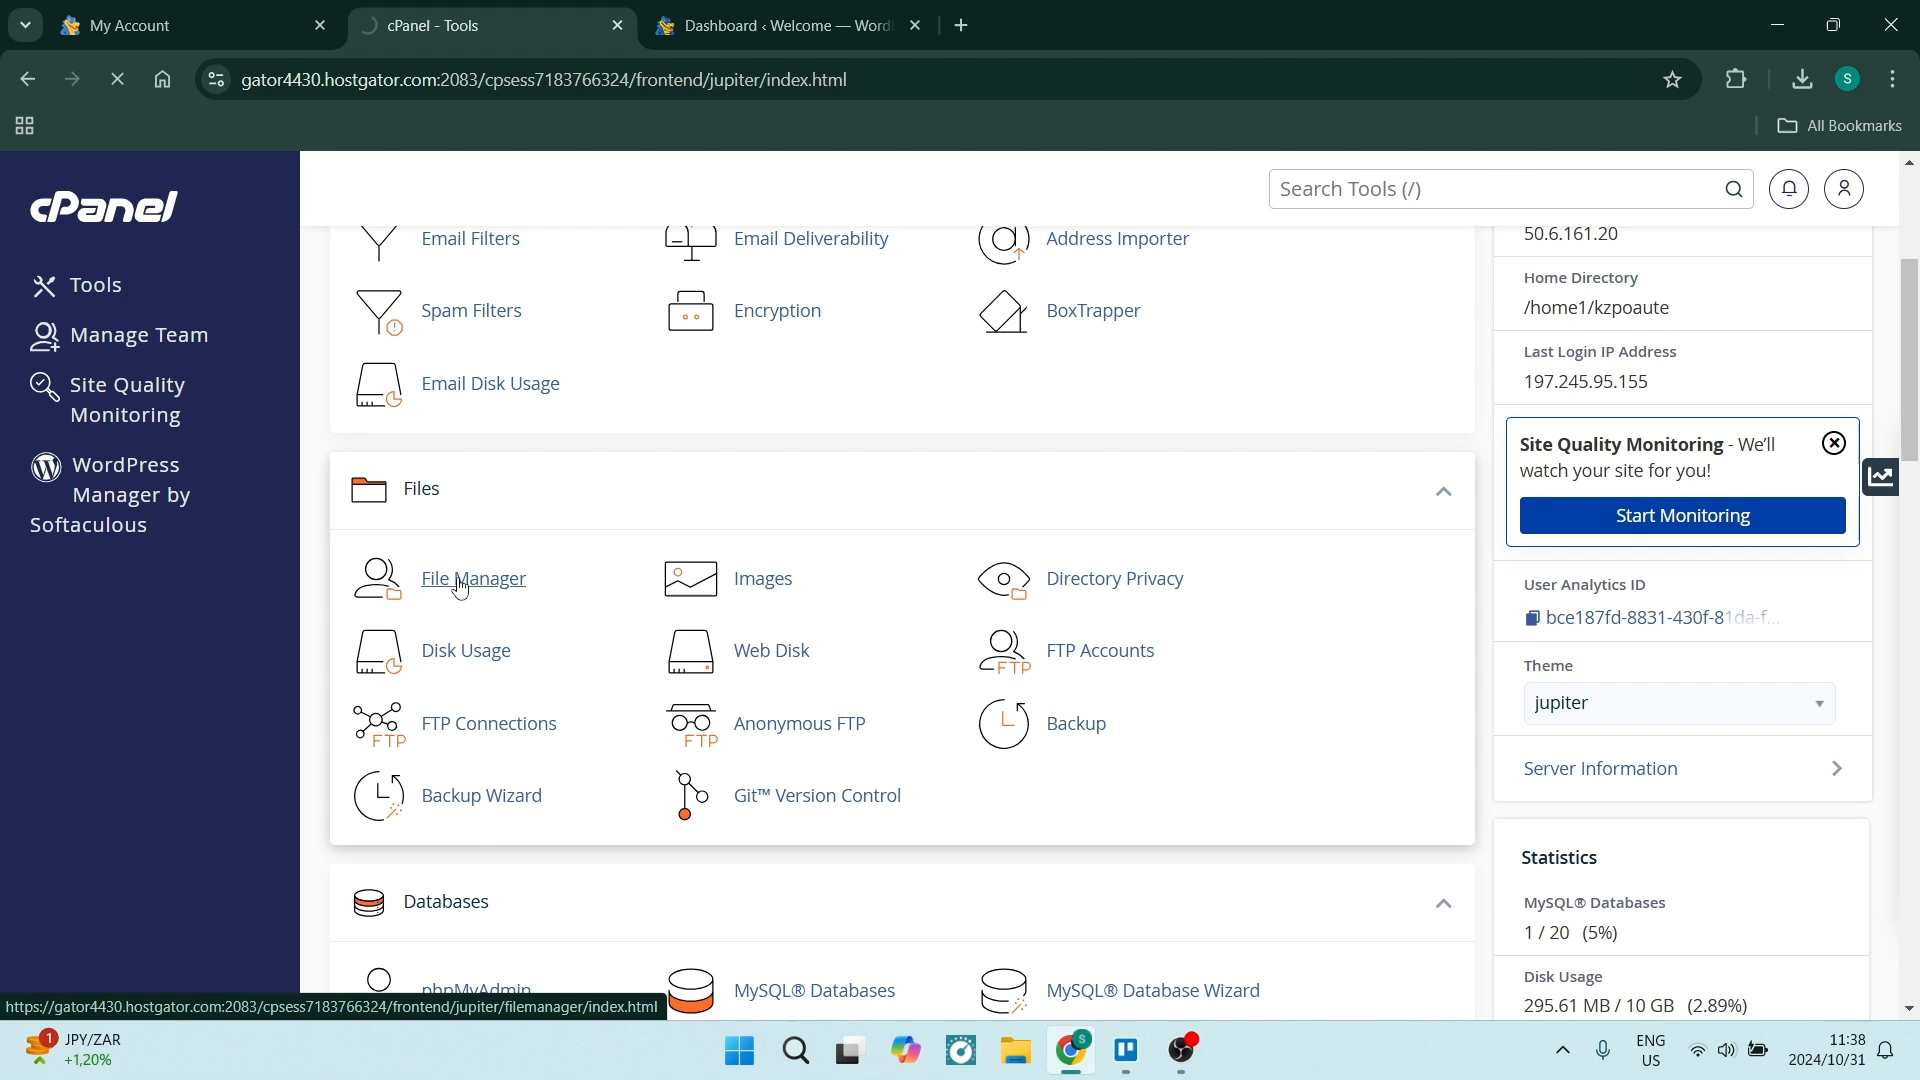 My Account
cPanel - Tools
Dashboard ‹ Welcome — Word
gator4430.hostgator.com:2083/cpsess7183766324/frontend/jupiter/index.html
S
All Bookmarks
cPanel
Tools
Manage Team
Site Quality
Monitoring
WordPress
Manager by
Softaculous
Search Tools (/)
Email Filters
Email Deliverability
Address Importer
Spam Filters
Encryption
BoxTrapper
Email Disk Usage
Files
File Manager
Images
Directory Privacy
Disk Usage
Web Disk
FTP
FTP Accounts
FTP
FTP Connections
FTP
Anonymous FTP
Backup
Backup Wizard
Git™ Version Control
Databases
phpMyAdmin
MySQL® Databases
MySQL® Database Wizard
50.6.161.20
Home Directory
/home1/kzpoaute
Last Login IP Address
197.245.95.155
Site Quality Monitoring - We'll
watch your site for you!
Start Monitoring
User Analytics ID
bce187fd-8831-430f-81da-f...
Theme
jupiter
Server Information
Statistics
MySQL® Databases
1 / 20 (5%)
Disk Usage
295.61 MB / 10 GB (2.89%)
https://gator4430.hostgator.com:2083/cpsess7183766324/frontend/jupiter/filemanager/index.html
1
JPY/ZAR
+1,20%
S
ENG
US
11:38
2024/10/31